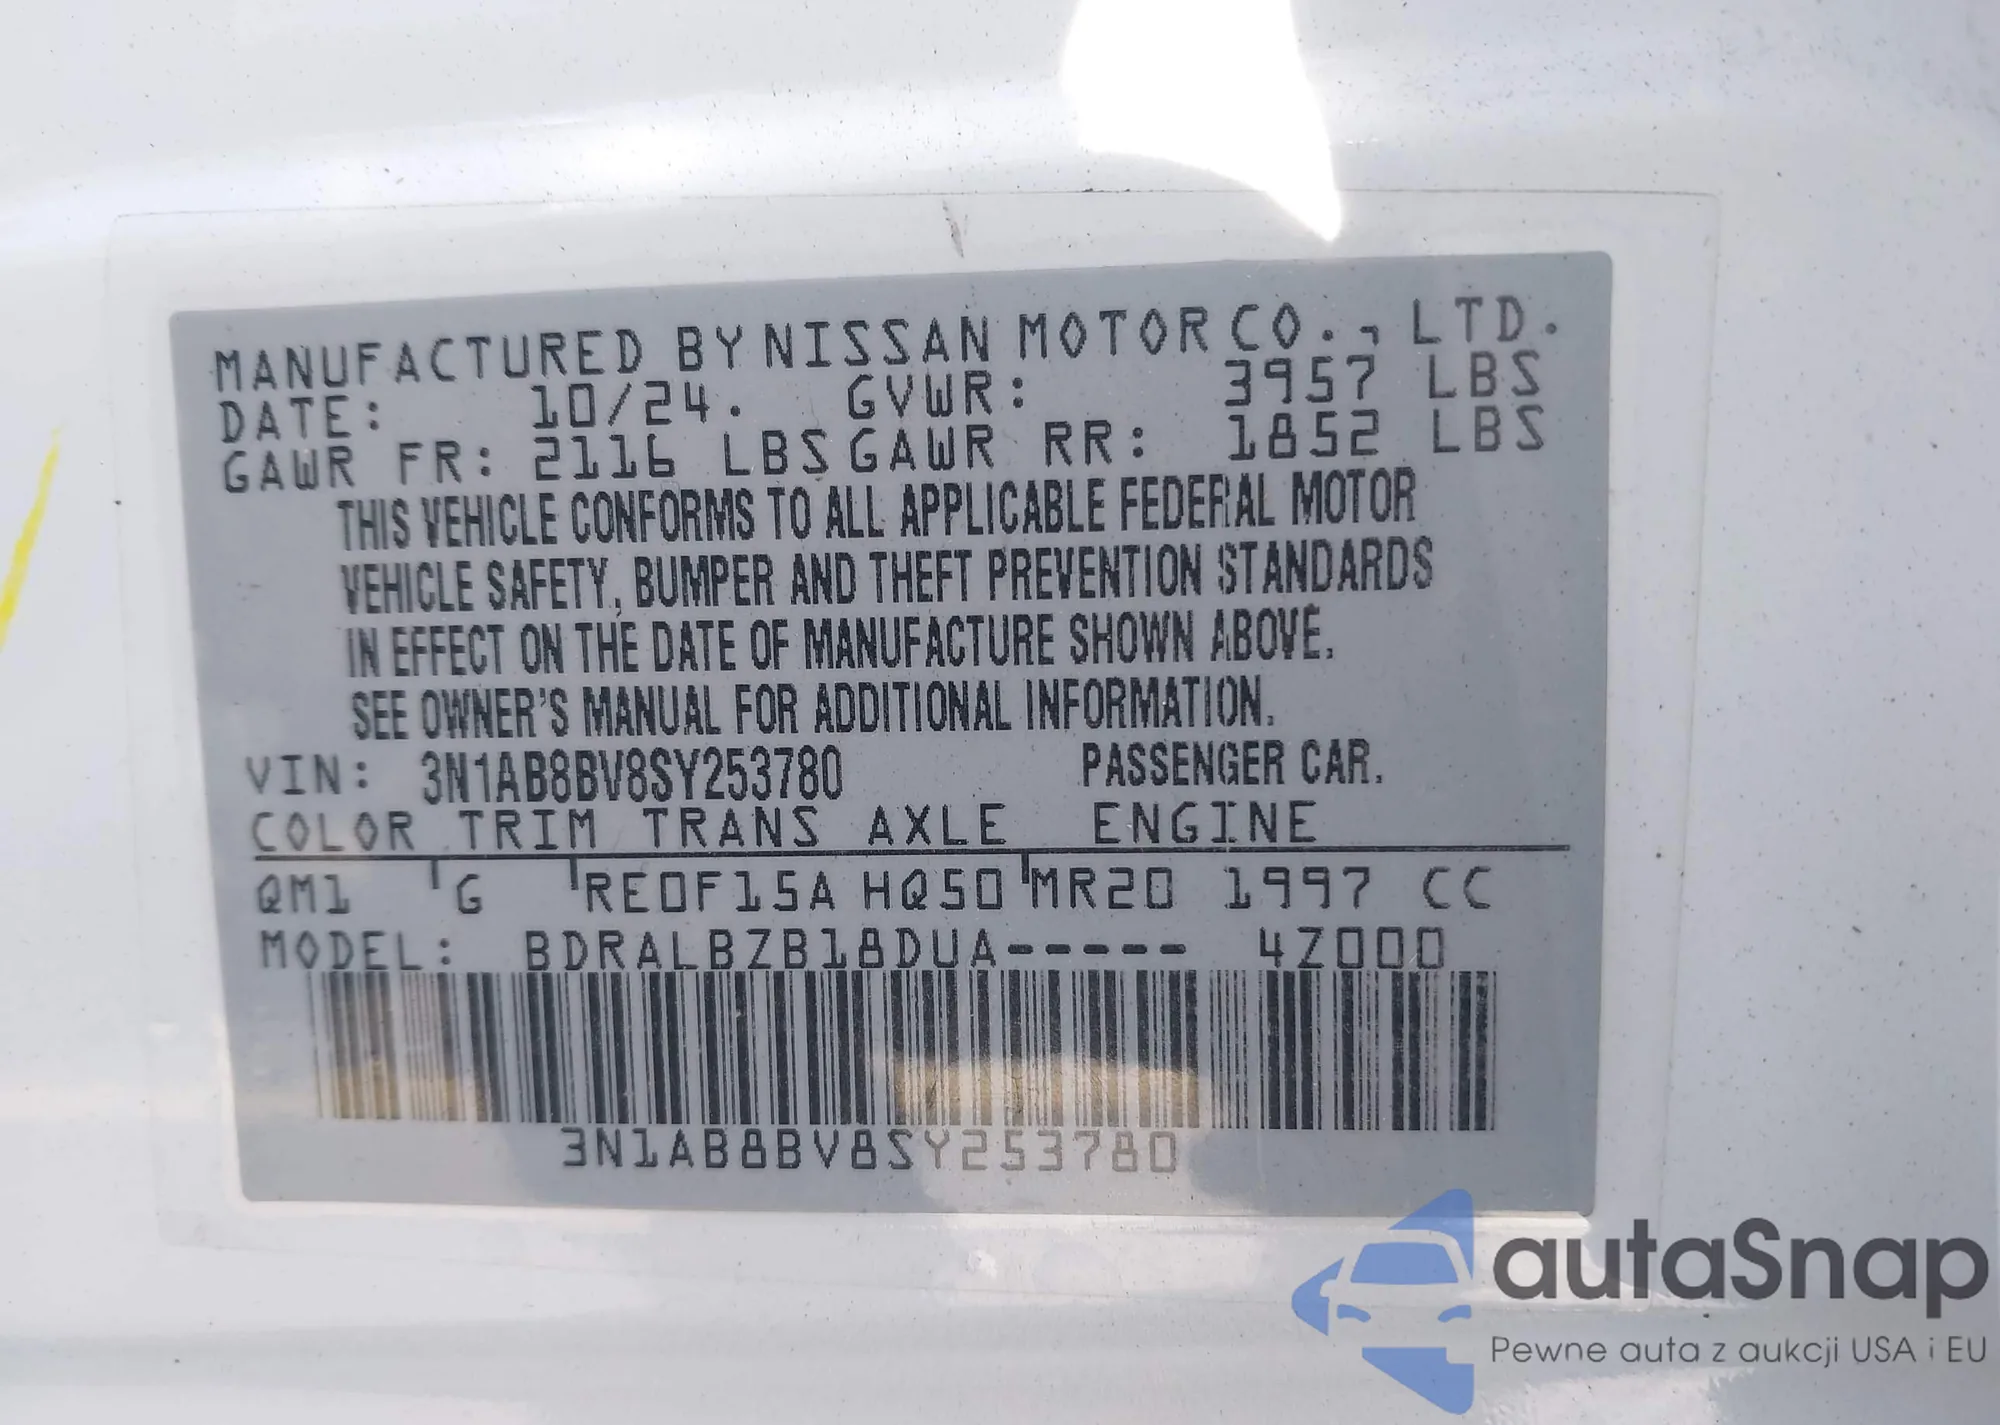 MANUFACTURED BY NISSAN MOTOR CO., LTD.
DATE: 10/24. GVWR: 3957 LBS
GAWR FR: 2116 LBS GAWR RR: 1852 LBS
THIS VEHICLE CONFORMS TO ALL APPLICABLE FEDERAL MOTOR
VEHICLE SAFETY, BUMPER AND THEFT PREVENTION STANDARDS
IN EFFECT ON THE DATE OF MANUFACTURE SHOWN ABOVE.
SEE OWNER'S MANUAL FOR ADDITIONAL INFORMATION.
VIN: 3N1AB8BV8SY253780 PASSENGER CAR.
COLOR TRIM TRANS AXLE ENGINE
QM1 G RE0F15A HQ50 MR20 1997 CC
MODEL: BDRALBZB18DUA----- 4Z000
3N1AB8BV8SY253780
autaSnap
Pewne auta z aukcji USA i EU